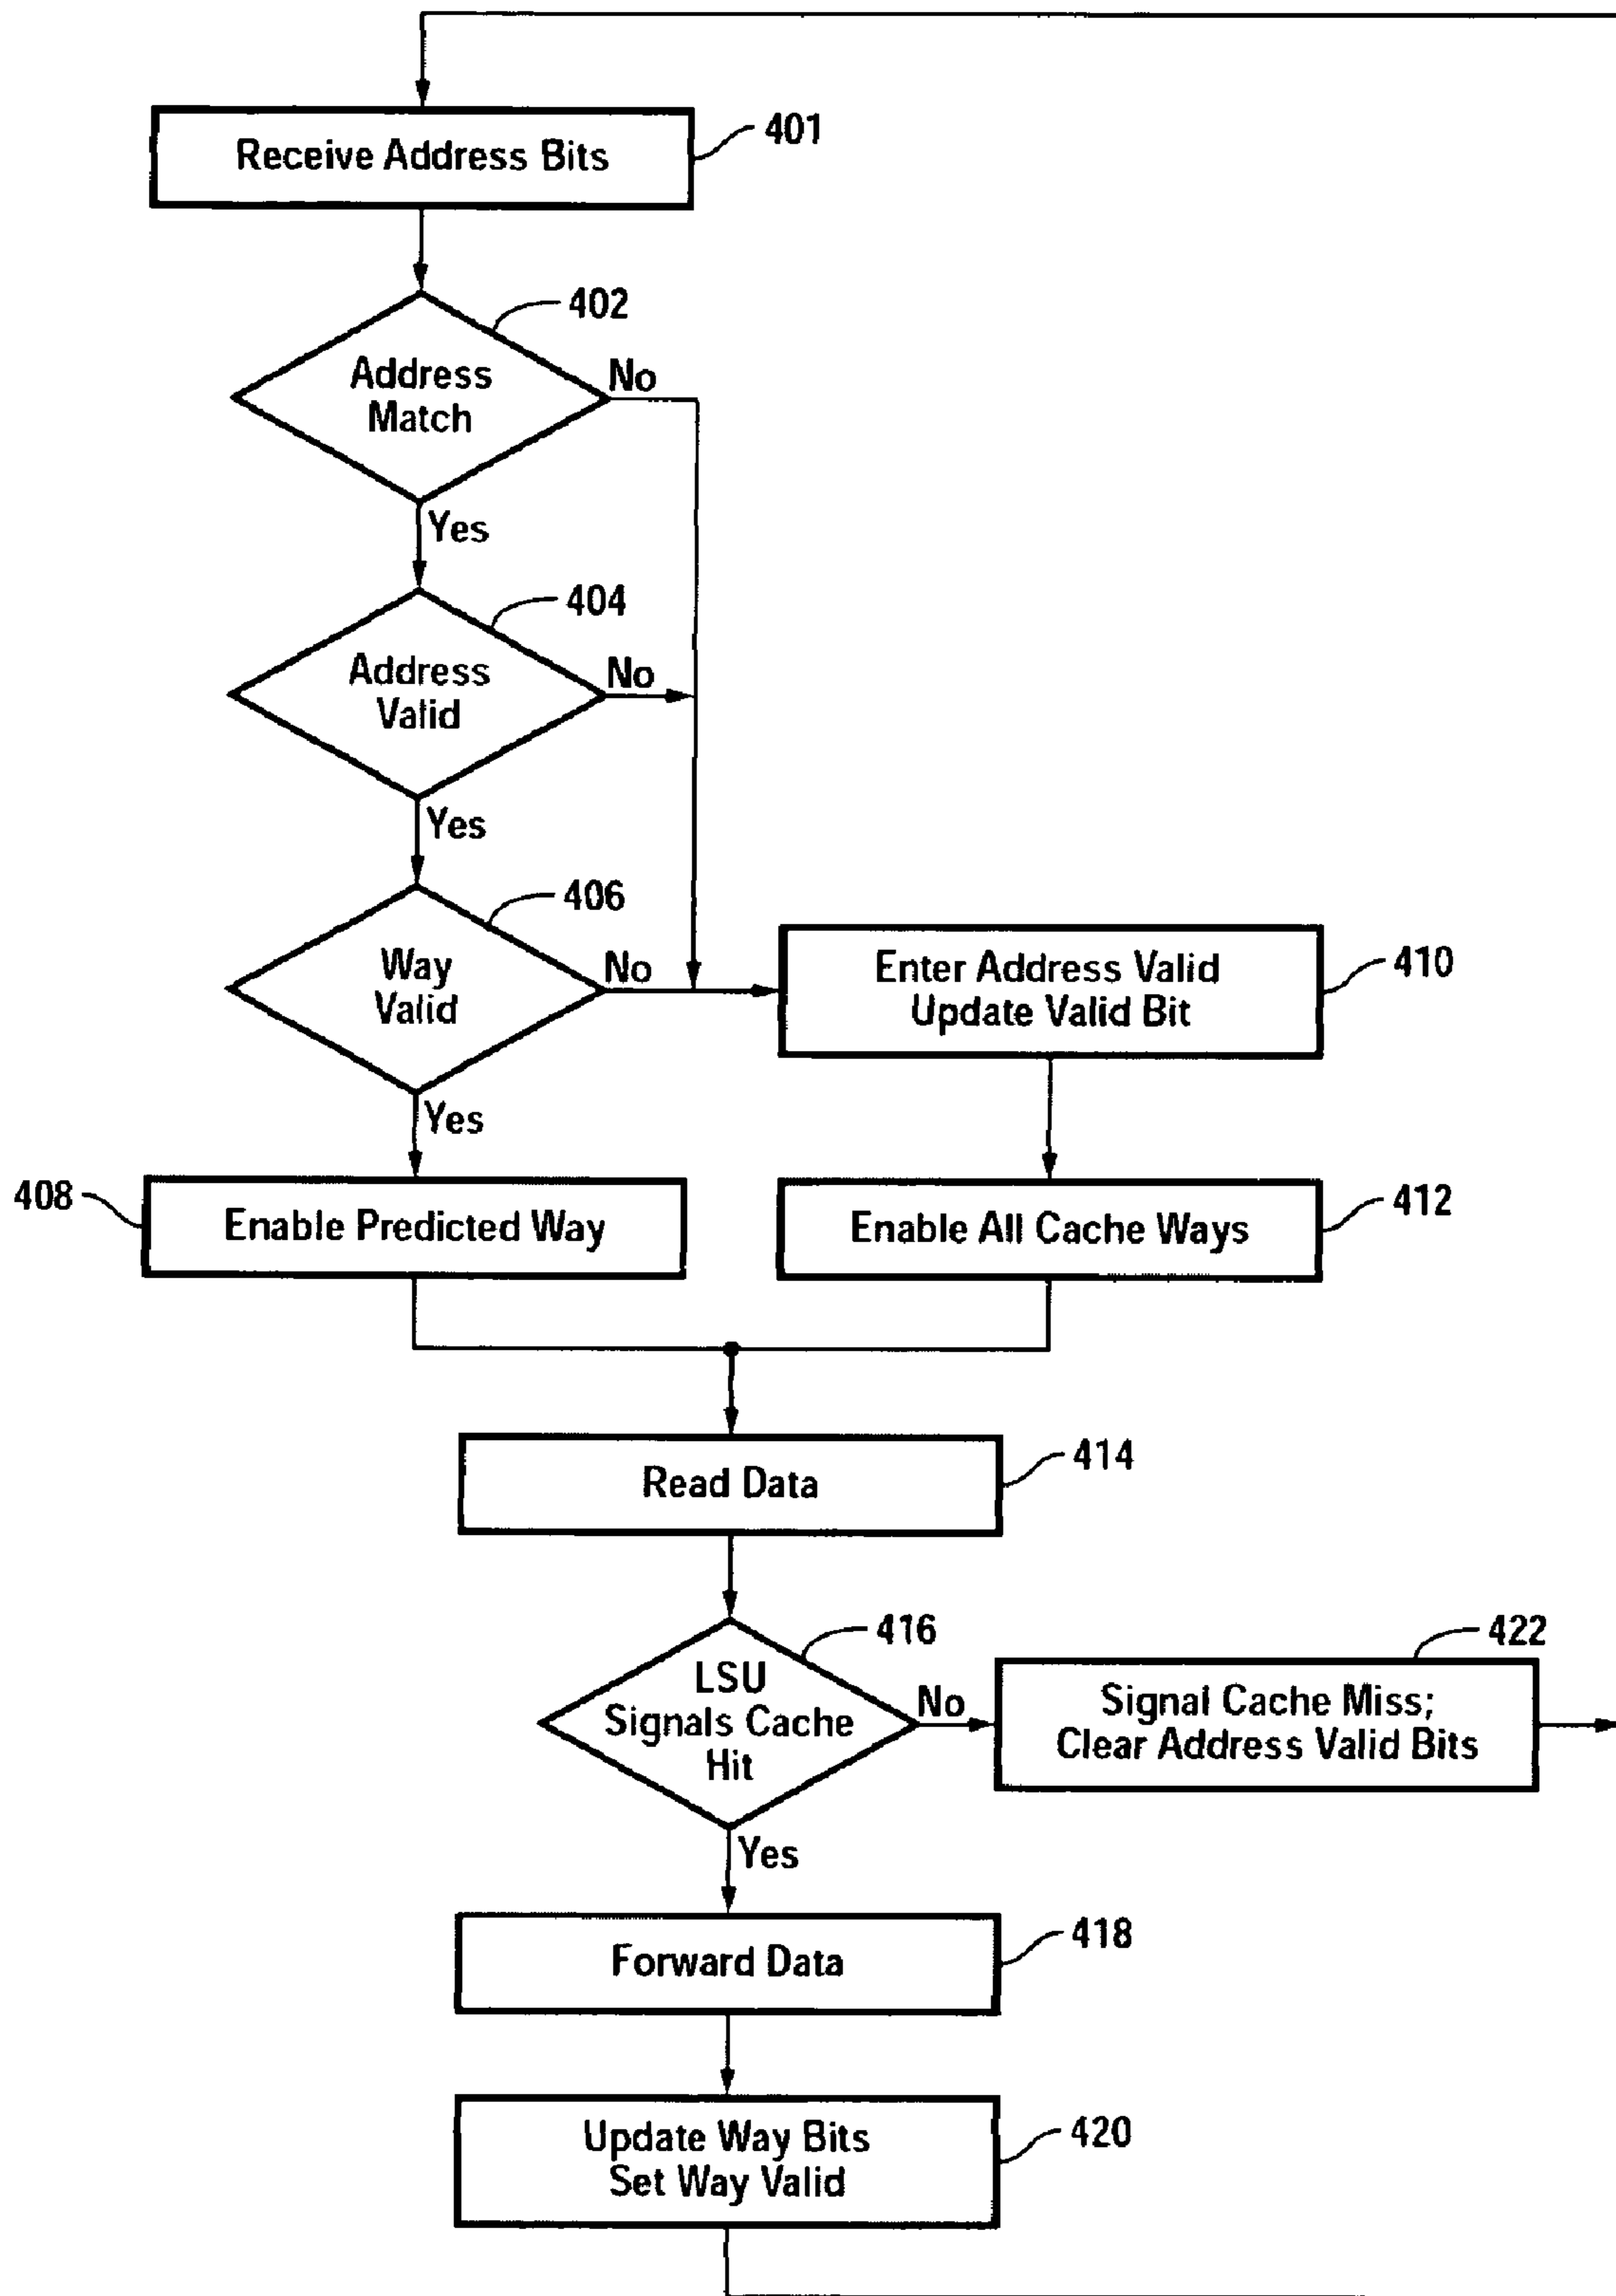 401
Receive Address Bits
402
Address
Match
No
Yes
404
Address
Valid
No
Yes
406
Way
Valid
No
Yes
Enter Address Valid
Update Valid Bit
410
408
Enable Predicted Way
Enable All Cache Ways
412
Read Data
414
416
LSU
Signals Cache
Hit
No
Yes
422
Signal Cache Miss;
Clear Address Valid Bits
Forward Data
418
Update Way Bits
Set Way Valid
420